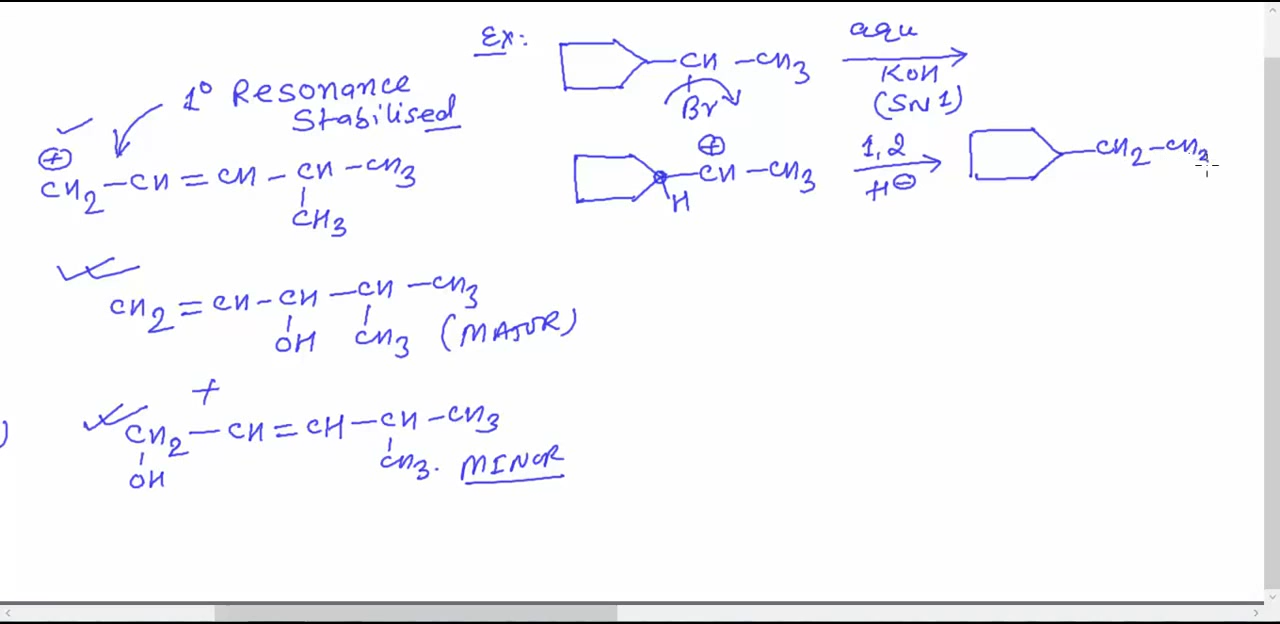 1° Resonance
Stabilised
⊕
CH2 – CH = CH – CH – CH3
CH3
CH2 = CH – CH – CH – CH3
OH CH3 (MAJOR)
+
)
CH2 – CH = CH – CH – CH3
OH CH3. MINOR
Ex:
– CH – CH3
Br
aqu
KOH
(SN1)
⊕
– CH – CH3
H
1,2
H⊖
– CH2 – CH3